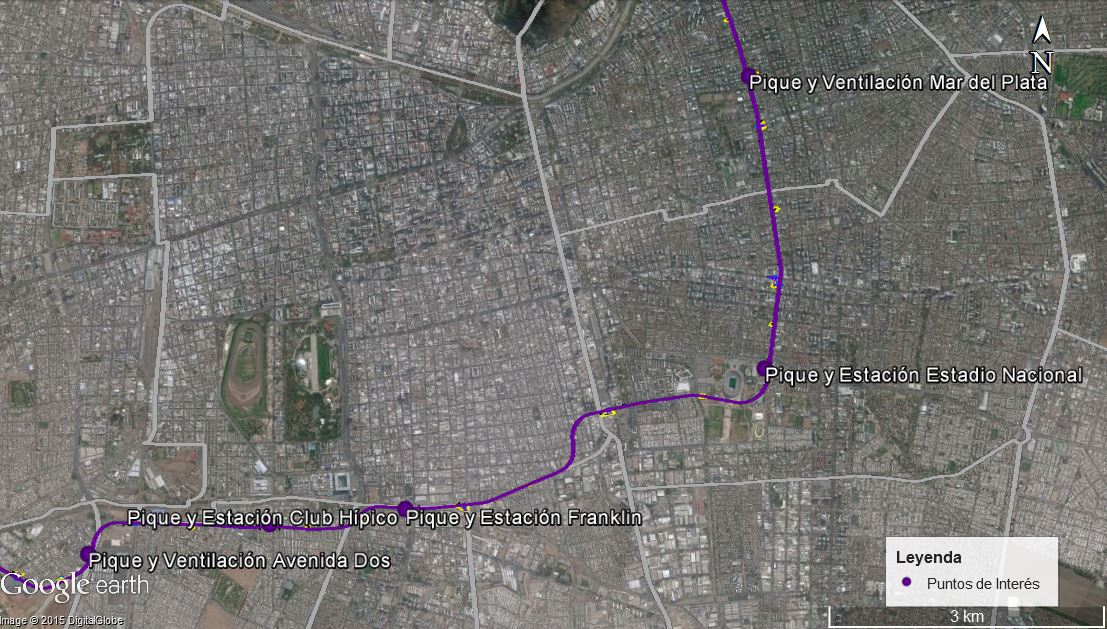 N
Pique y Ventilación Mar del Plata
Pique y Estación Estadio Nacional
Pique y Estación Club Hípico
Pique y Estación Franklin
Pique y Ventilación Avenida Dos
Google earth
Image © 2015 DigitalGlobe
Leyenda
Puntos de Interés
3 km